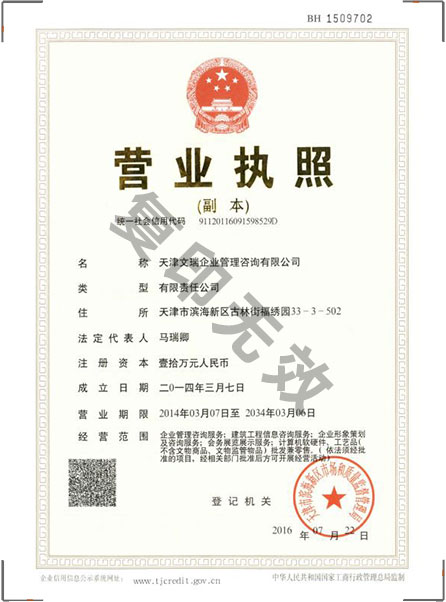 BH 1509702
营业执照
(副 本)
统一社会信用代码 91120116091598529D
名 称 天津文瑞企业管理咨询有限公司
类 型 有限责任公司
住 所 天津市滨海新区古林街福绣园33-3-502
法定代表人 马瑞卿
注册资本 壹拾万元人民币
成立日期 二〇一四年三月七日
营业期限 2014年03月07日至 2034年03月06日
经营范围 企业管理咨询服务；建筑工程信息咨询服务；企业形象策划
及咨询服务；会务展览展示服务；计算机软硬件、工艺品(
不含文物商品、文物监管物品)批发兼零售。(依法须经批
准的项目，经相关部门批准后方可开展经营活动)
复印无效
登记机关
天津市滨海新区市场和质量监督管理局
2016 年 07 月 22 日
企业信用信息公示系统网址： www.tjcredit.gov.cn
中华人民共和国国家工商行政管理总局监制